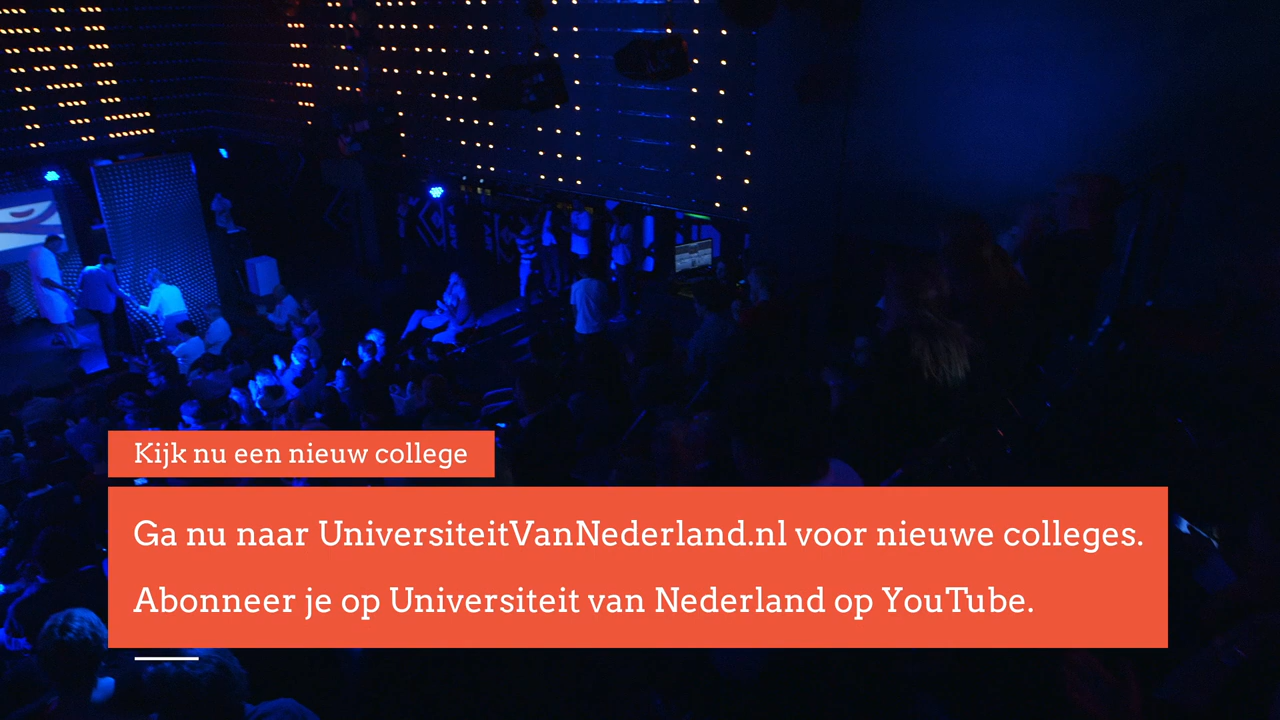 Kijk nu een nieuw college
Ga nu naar UniversiteitVanNederland.nl voor nieuwe colleges.
Abonneer je op Universiteit van Nederland op YouTube.